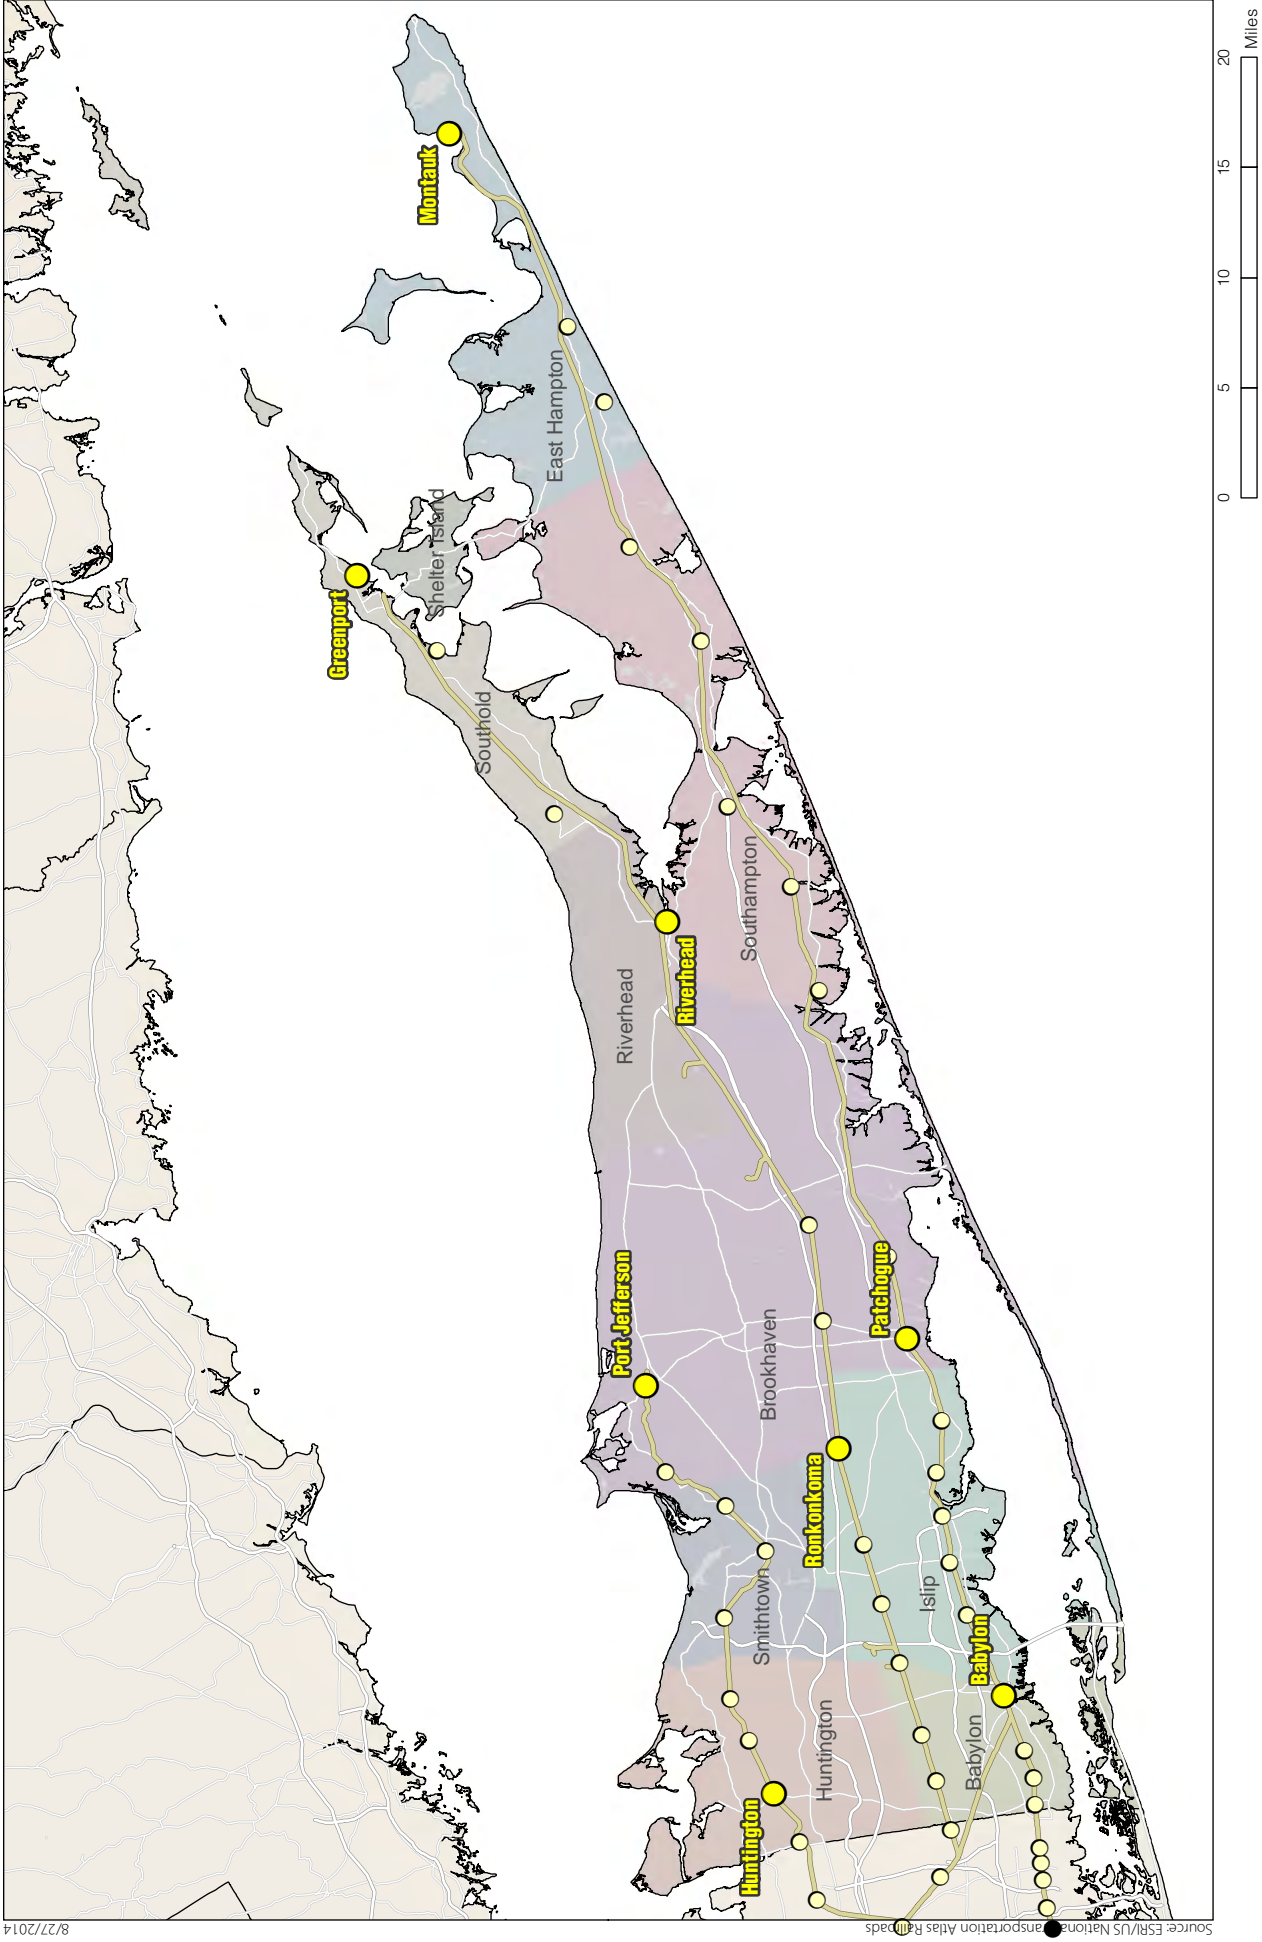 8/27/2014
Greenport
Montauk
Shelter Island
Southold
East Hampton
Port Jefferson
Riverhead
Riverhead
Southampton
Huntington
Smithtown
Brookhaven
Ronkonkoma
Huntington
Patchogue
Islip
Babylon
Babylon
Source: ESRI/US National Transportation Atlas Railroads
0 5 10 15 20
Miles